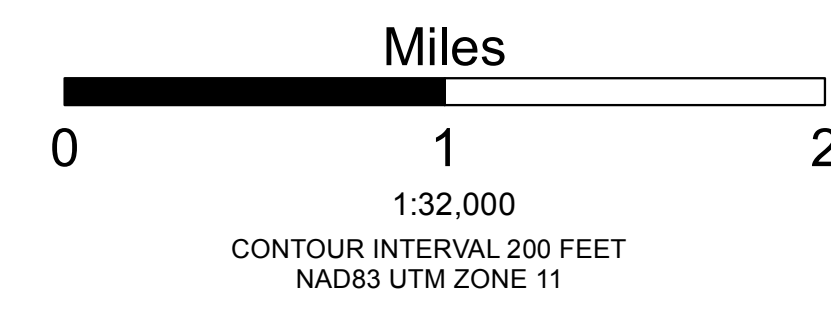 Miles
0 1 2
1:32,000
CONTOUR INTERVAL 200 FEET
NAD83 UTM ZONE 11